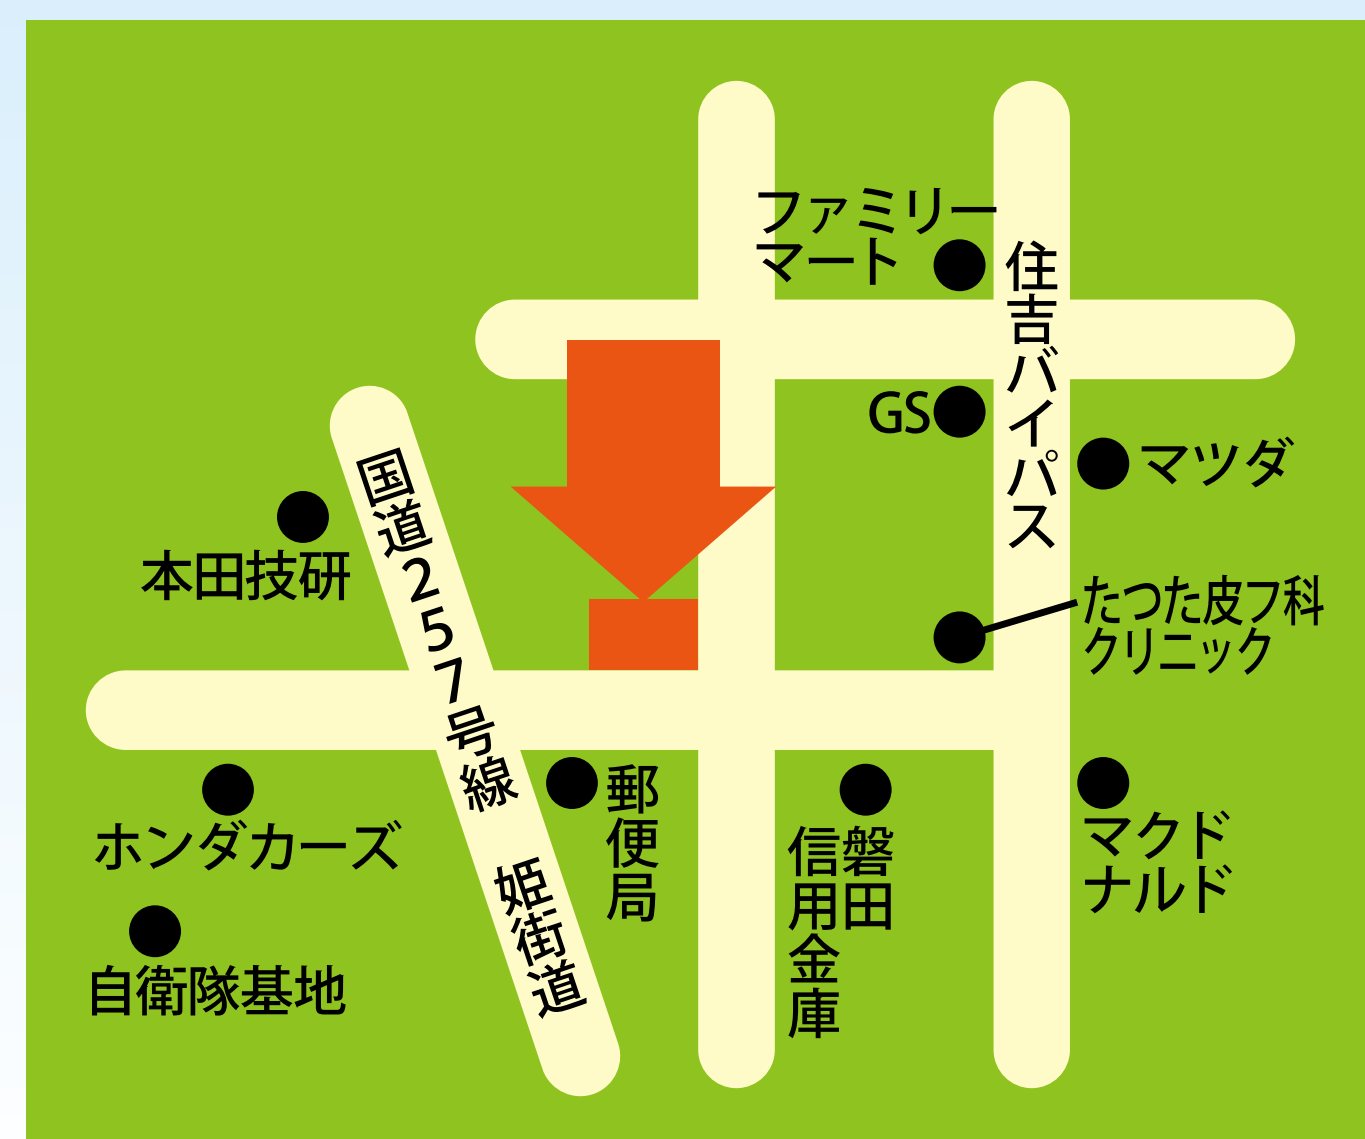 ファミリー
マート
住吉バイパス
GS
マツダ
国道257号線 姫街道
本田技研
たつた皮フ科
クリニック
ホンダカーズ
郵便局
磐田
信用金庫
マクド
ナルド
自衛隊基地